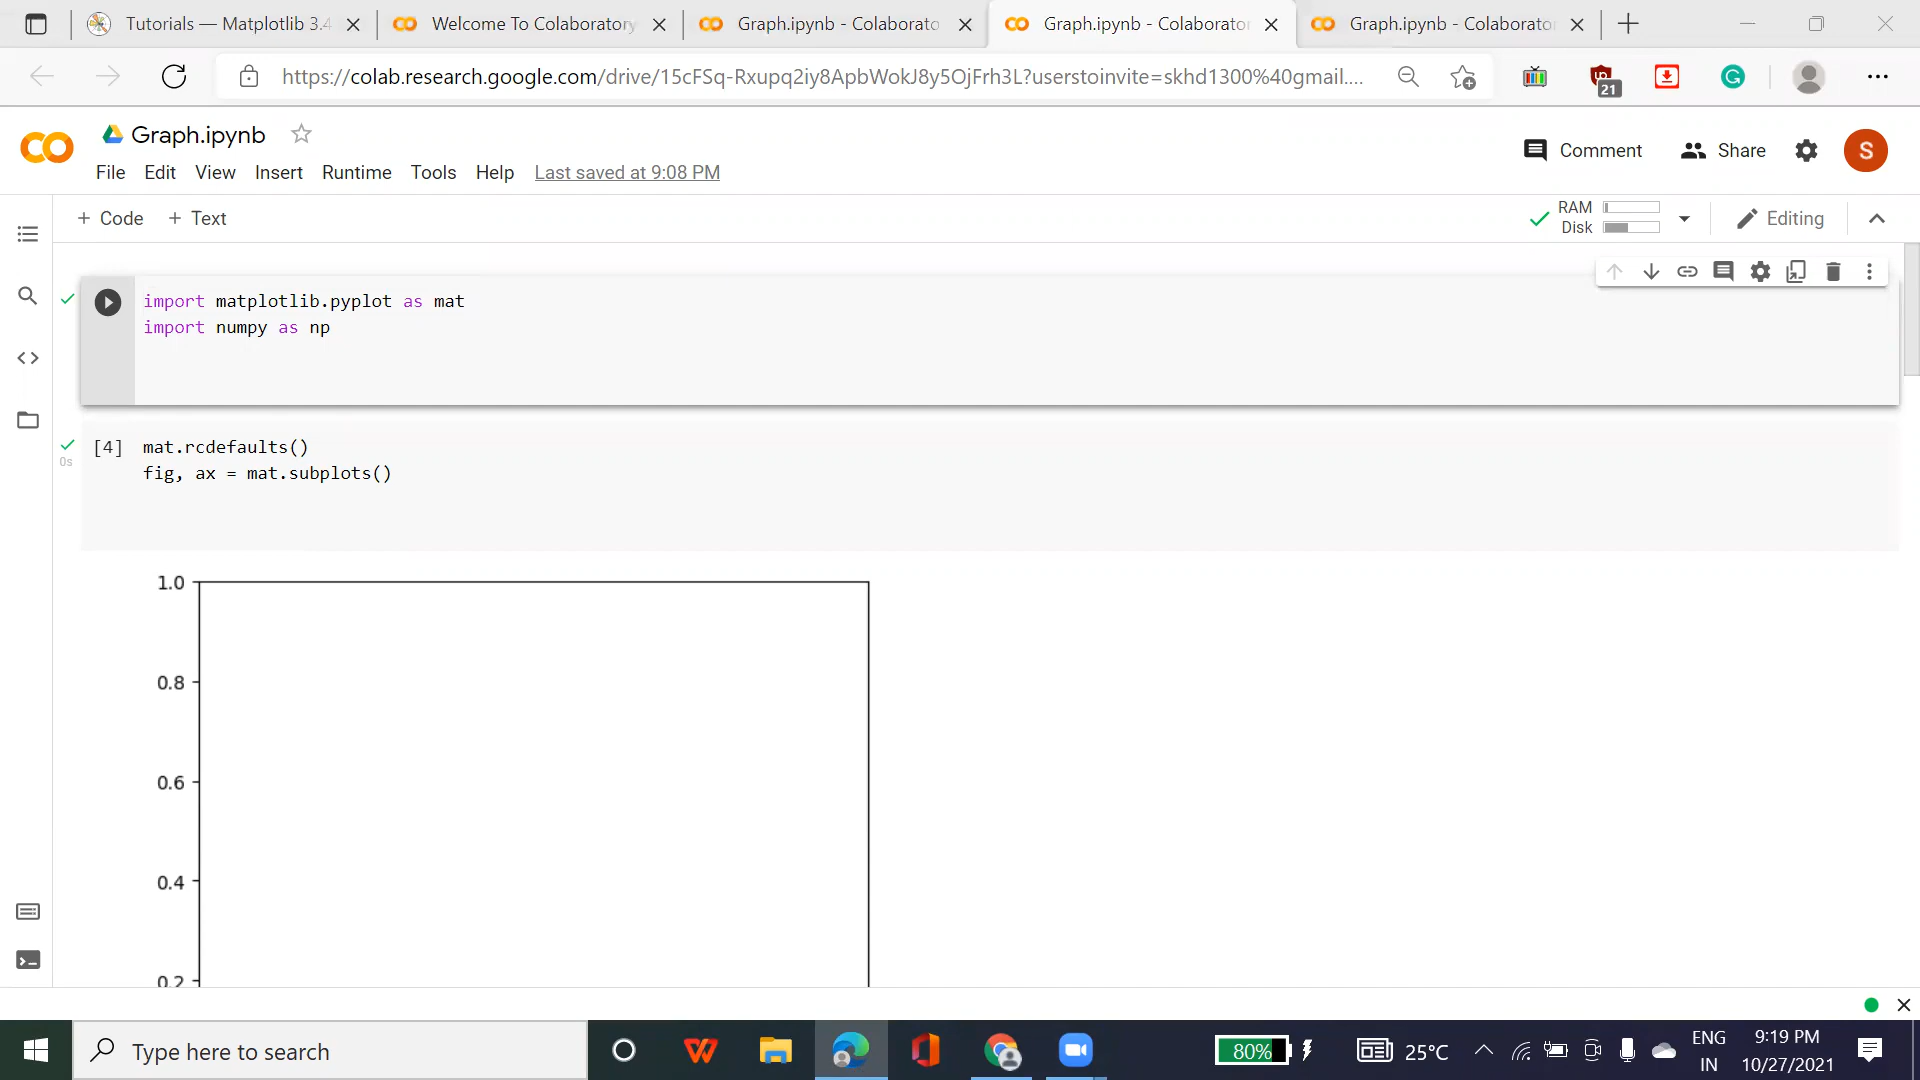 Tutorials — Matplotlib 3.4
Welcome To Colaboratory
Graph.ipynb - Colaborato
Graph.ipynb - Colaborator
Graph.ipynb - Colaborator
https://colab.research.google.com/drive/15cFSq-Rxupq2iy8ApbWokJ8y5OjFrh3L?userstoinvite=skhd1300%40gmail....
21
Graph.ipynb
Comment
Share
S
File Edit View Insert Runtime Tools Help Last saved at 9:08 PM
+ Code + Text
RAM
Disk
Editing
import matplotlib.pyplot as mat
import numpy as np
[4] mat.rcdefaults()
0s
fig, ax = mat.subplots()
1.0
0.8
0.6
0.4
0.2
Type here to search
80%
25°C
ENG
IN
9:19 PM
10/27/2021